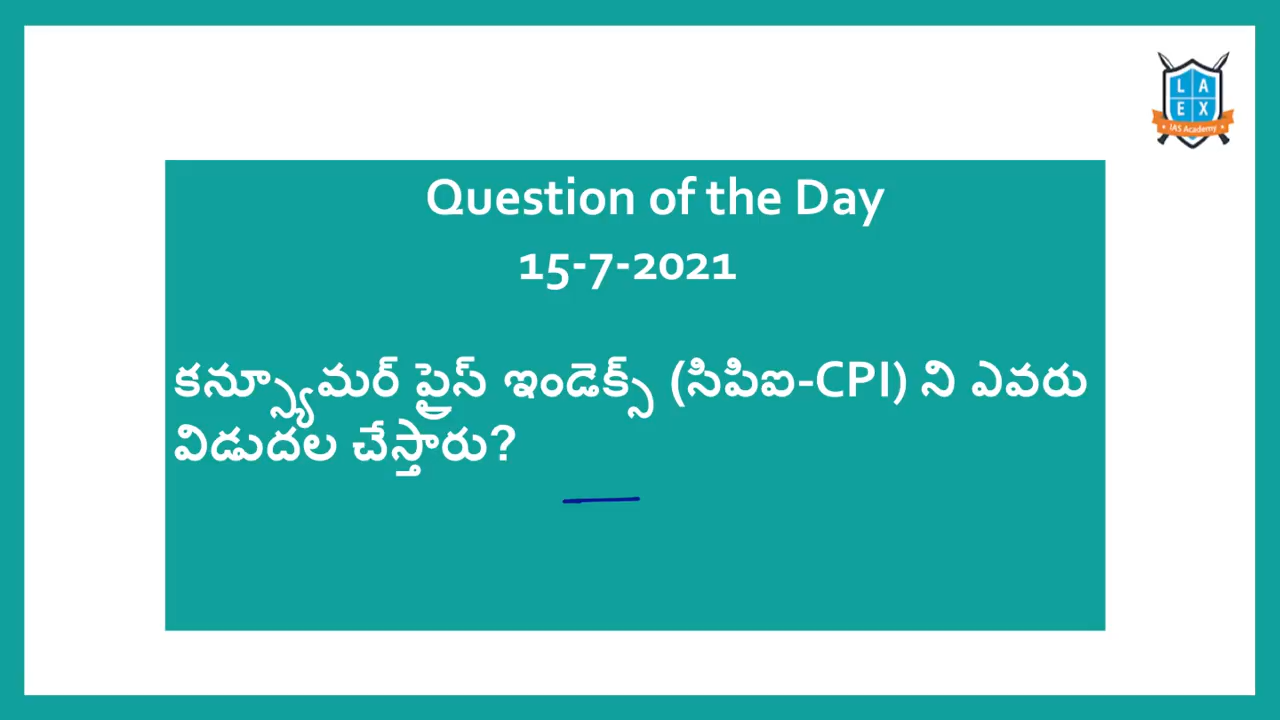 L A
E X
IAS Academy
Question of the Day
15-7-2021
కన్స్యూమర్ ప్రైస్ ఇండెక్స్ (సిపిఐ-CPI) ని ఎవరు
విడుదల చేస్తారు?